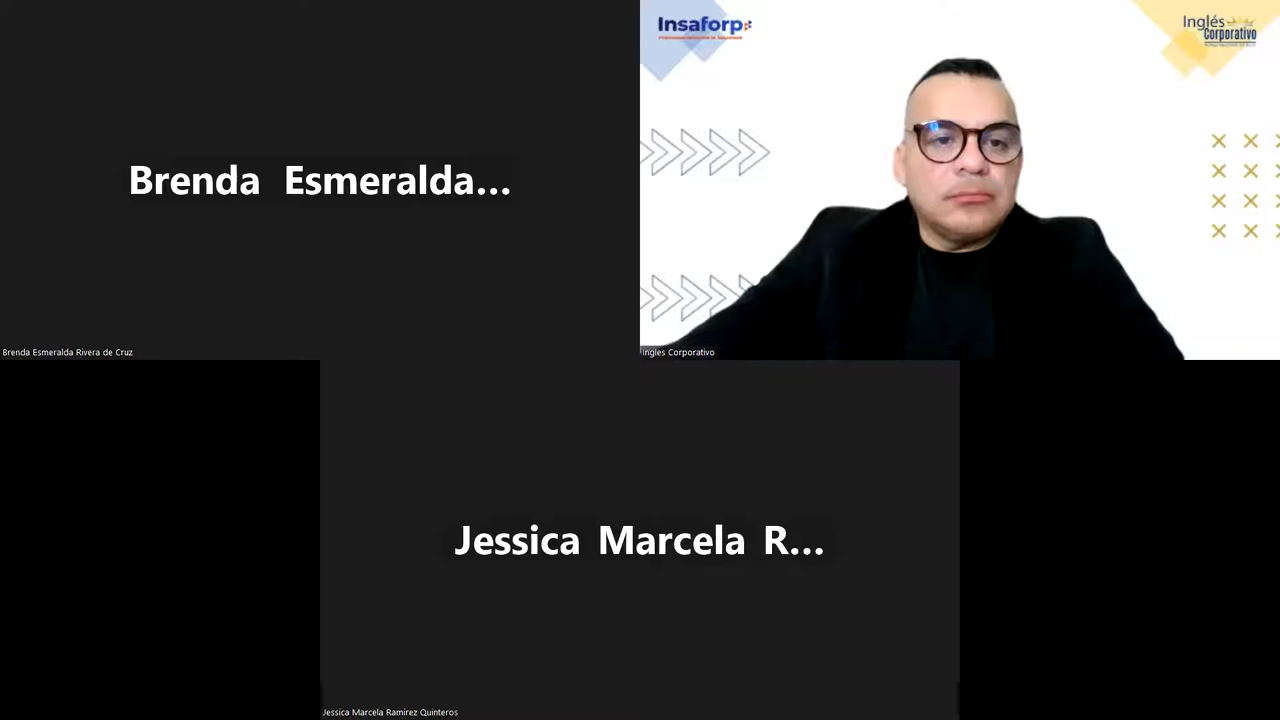 Brenda Esmeralda...
Brenda Esmeralda Rivera de Cruz
Insaforp
Inglés
Corporativo
Ingles Corporativo
Jessica Marcela R...
Jessica Marcela Ramirez Quinteros